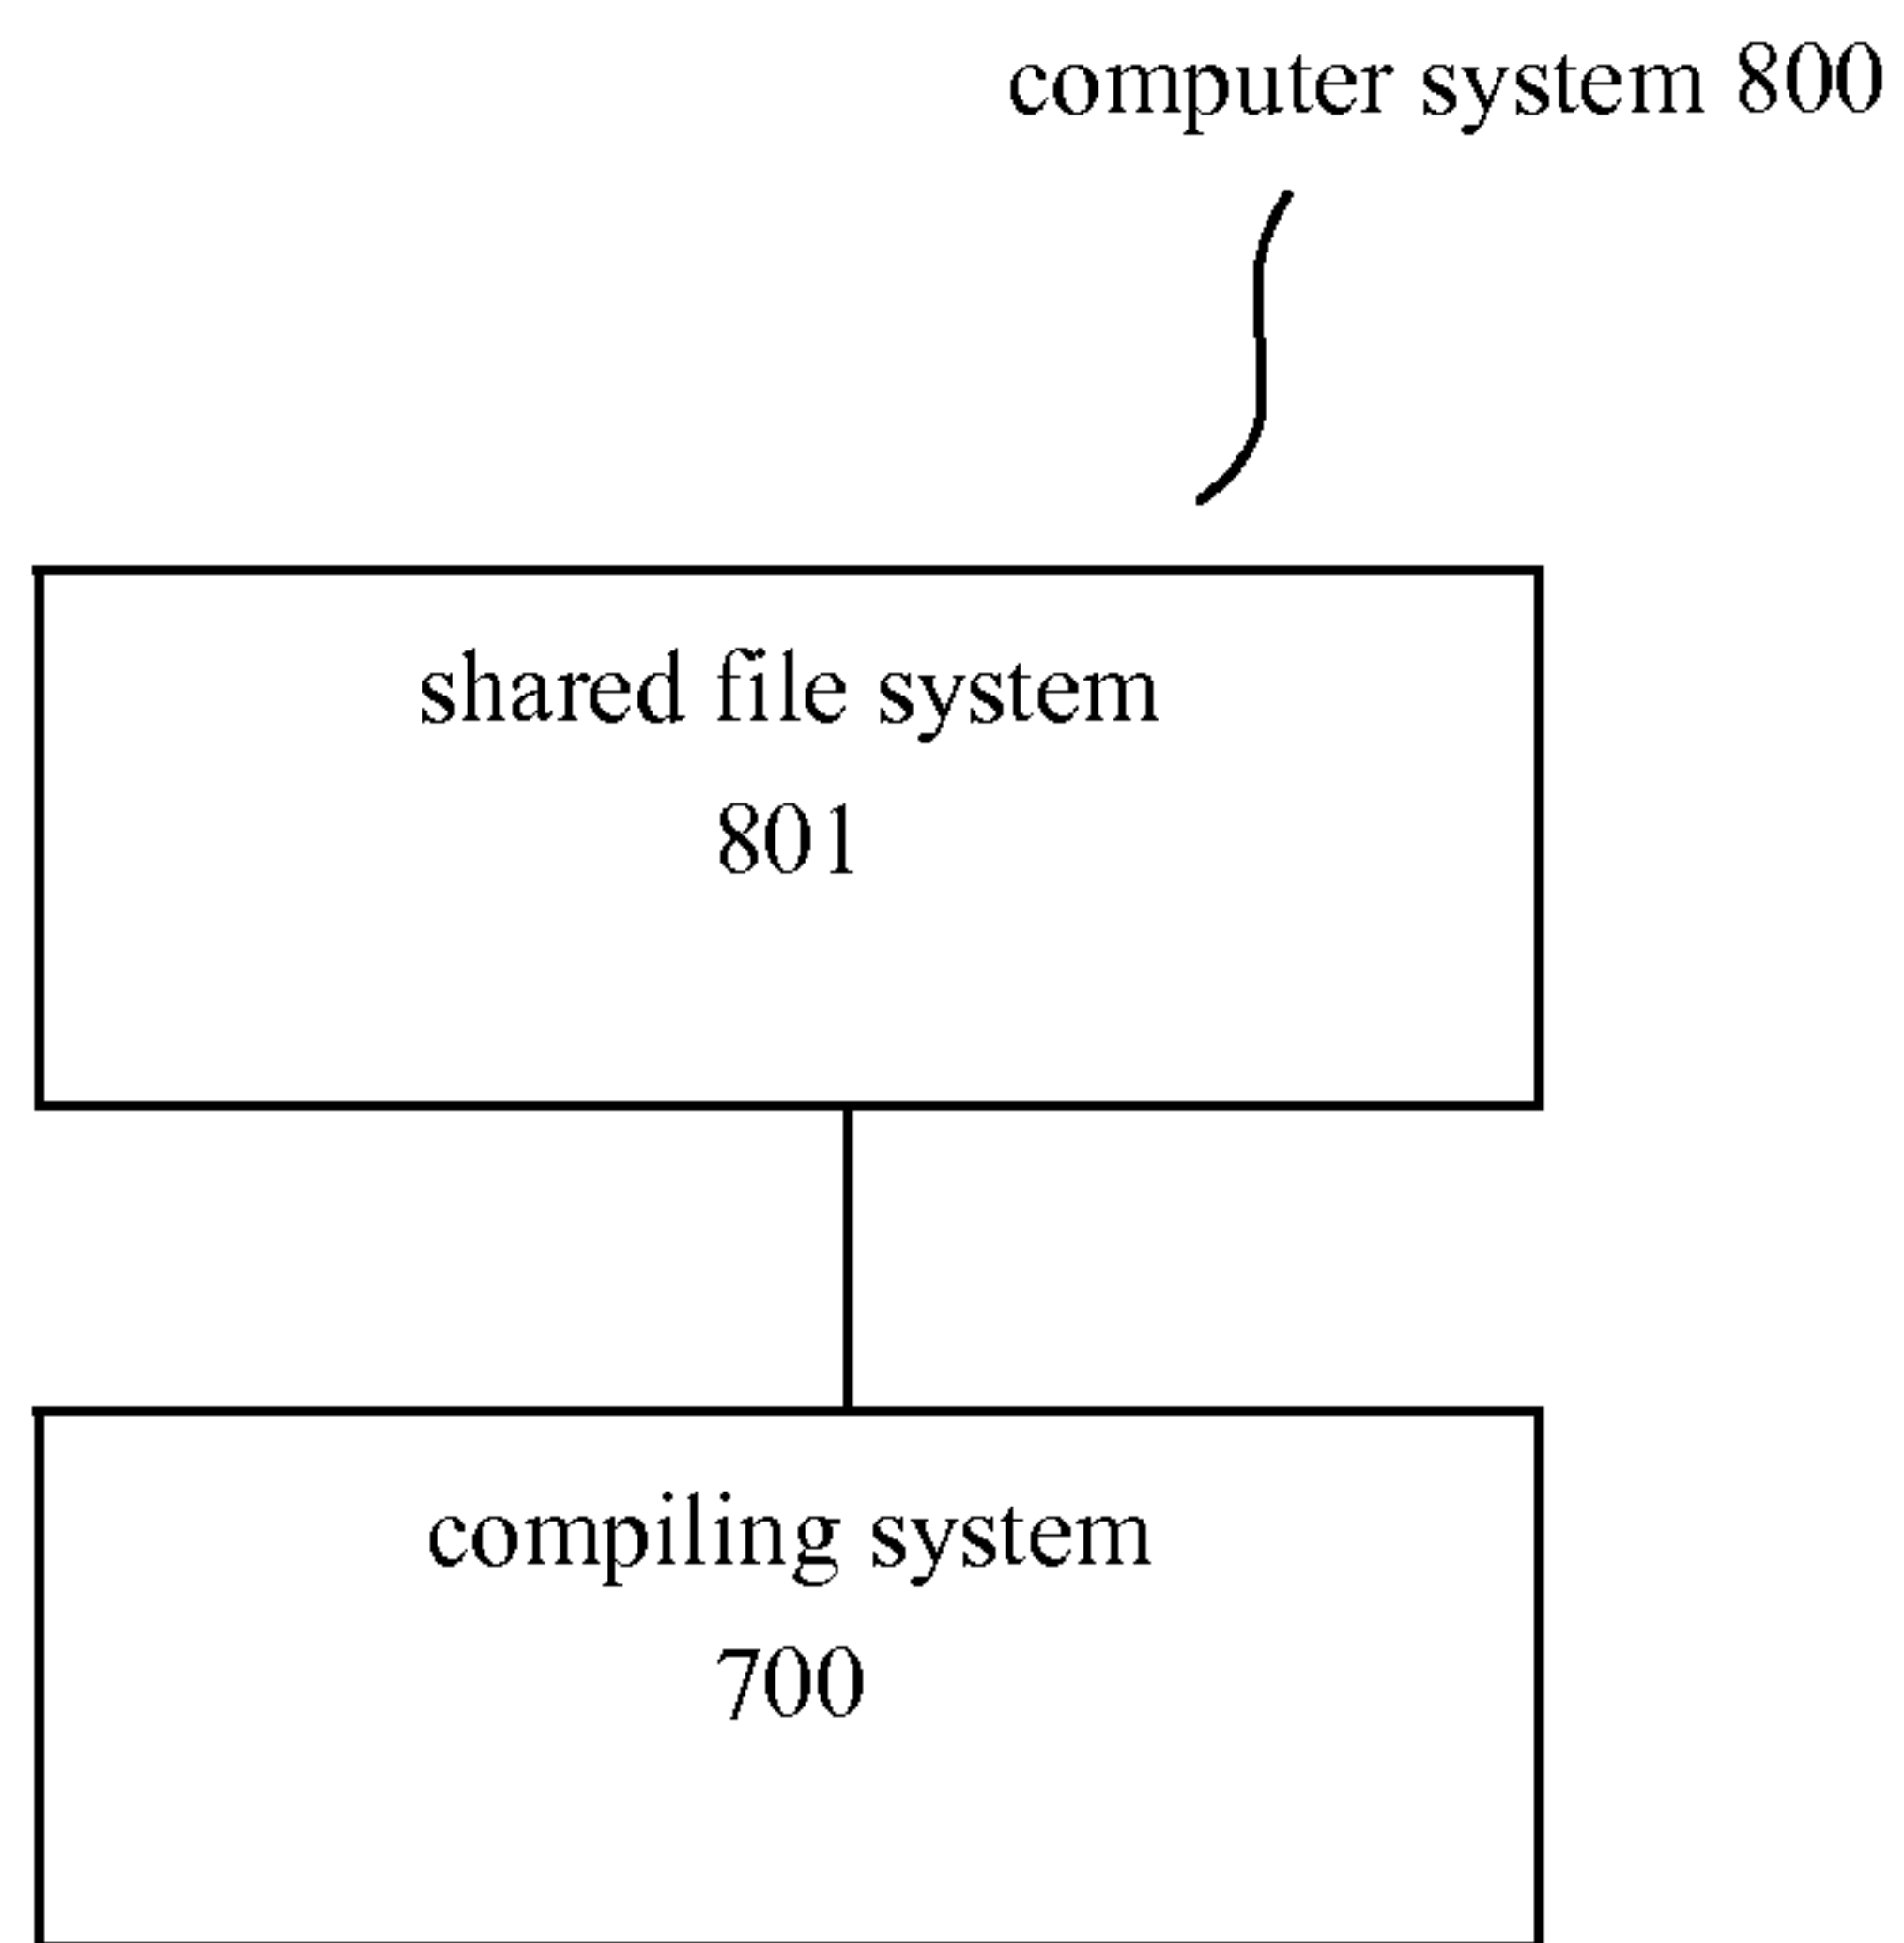 computer system 800
shared file system
801
compiling system
700